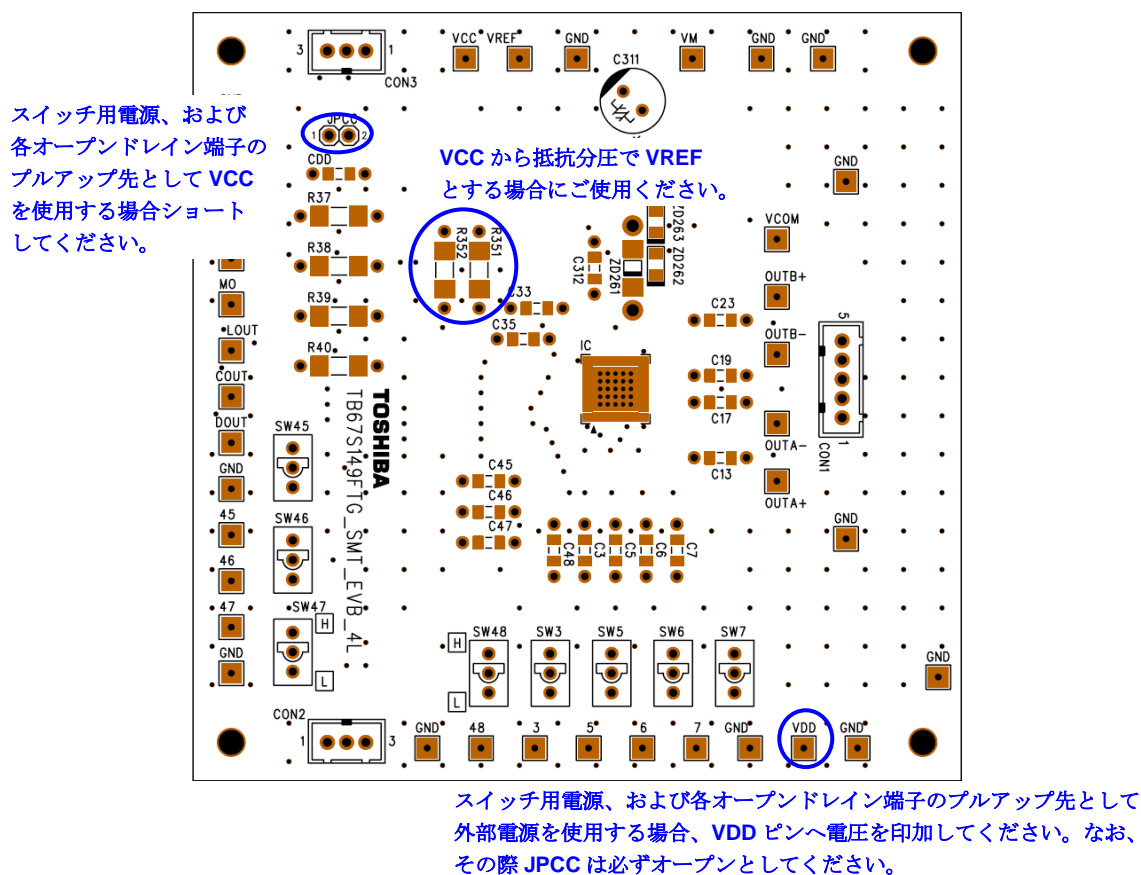 VCC
VREF
GND
VM
GND
GND
3
1
CON3
C311
スイッチ用電源、および
各オープンドレイン端子の
プルアップ先として VCC
を使用する場合ショート
してください。
JPCC
1
2
VCC から抵抗分圧で VREF
とする場合にご使用ください。
CDD
R37
R38
R39
R40
R352
R351
C312
ZD261
ZD263
ZD262
GND
VCOM
OUTB+
OUTB-
OUTA-
OUTA+
GND
5
1
CON1
C33
C35
IC
C23
C19
C17
C13
MO
LOUT
COUT
DOUT
GND
45
46
47
GND
SW45
SW46
SW47
H
L
TOSHIBA
TB67S149FTG_SMT_EVB_4L
C45
C46
C47
C48
C3
C5
C6
C7
H
L
SW48
SW3
SW5
SW6
SW7
GND
CON2
1
3
GND
48
3
5
6
7
GND
VDD
GND
スイッチ用電源、および各オープンドレイン端子のプルアップ先として
外部電源を使用する場合、VDD ピンへ電圧を印加してください。なお、
その際 JPCC は必ずオープンとしてください。